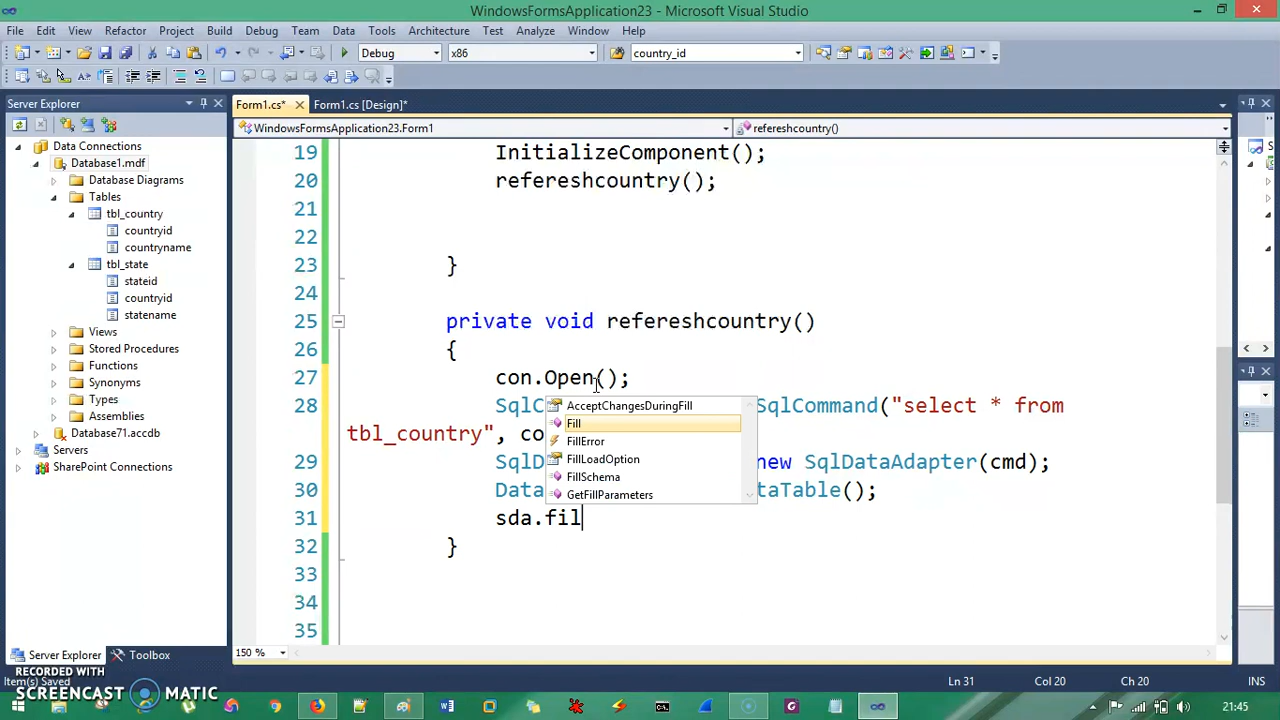 WindowsFormsApplication23 - Microsoft Visual Studio
File Edit View Refactor Project Build Debug Team Data Tools Architecture Test Analyze Window Help
Debug x86 country_id
Server Explorer
Form1.cs* Form1.cs [Design]*
WindowsFormsApplication23.Form1 refereshcountry()
Data Connections
Database1.mdf
Database Diagrams
Tables
tbl_country
countryid
countryname
tbl_state
stateid
countryid
statename
Views
Stored Procedures
Functions
Synonyms
Types
Assemblies
Database71.accdb
Servers
SharePoint Connections
19 InitializeComponent();
20 refereshcountry();
21
22
23 }
24
25 private void refereshcountry()
26 {
27 con.Open();
28 SqlC SqlCommand("select * from
tbl_country", co
29 SqlD new SqlDataAdapter(cmd);
30 Data taTable();
31 sda.fil
32 }
33
34
35
AcceptChangesDuringFill
Fill
FillError
FillLoadOption
FillSchema
GetFillParameters
150 %
Server Explorer Toolbox
Item(s) Saved Ln 31 Col 20 Ch 20 INS
RECORDED WITH
SCREENCAST MATIC
21:45